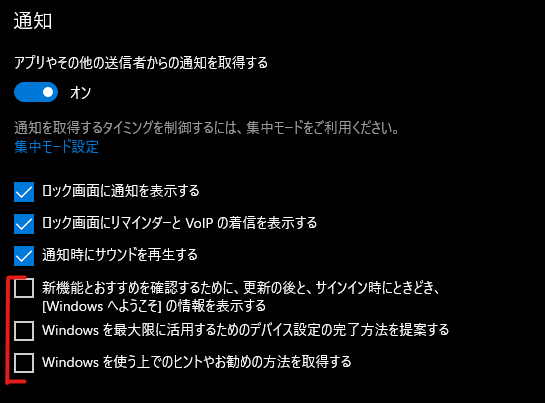 通知
アプリやその他の送信者からの通知を取得する
オン
通知を取得するタイミングを制御するには、集中モードをご利用ください。
集中モード設定
ロック画面に通知を表示する
ロック画面にリマインダーと VoIP の着信を表示する
通知時にサウンドを再生する
新機能とおすすめを確認するために、更新の後と、サインイン時にときどき、
[Windows へようこそ] の情報を表示する
Windows を最大限に活用するためのデバイス設定の完了方法を提案する
Windows を使う上でのヒントやお勧めの方法を取得する